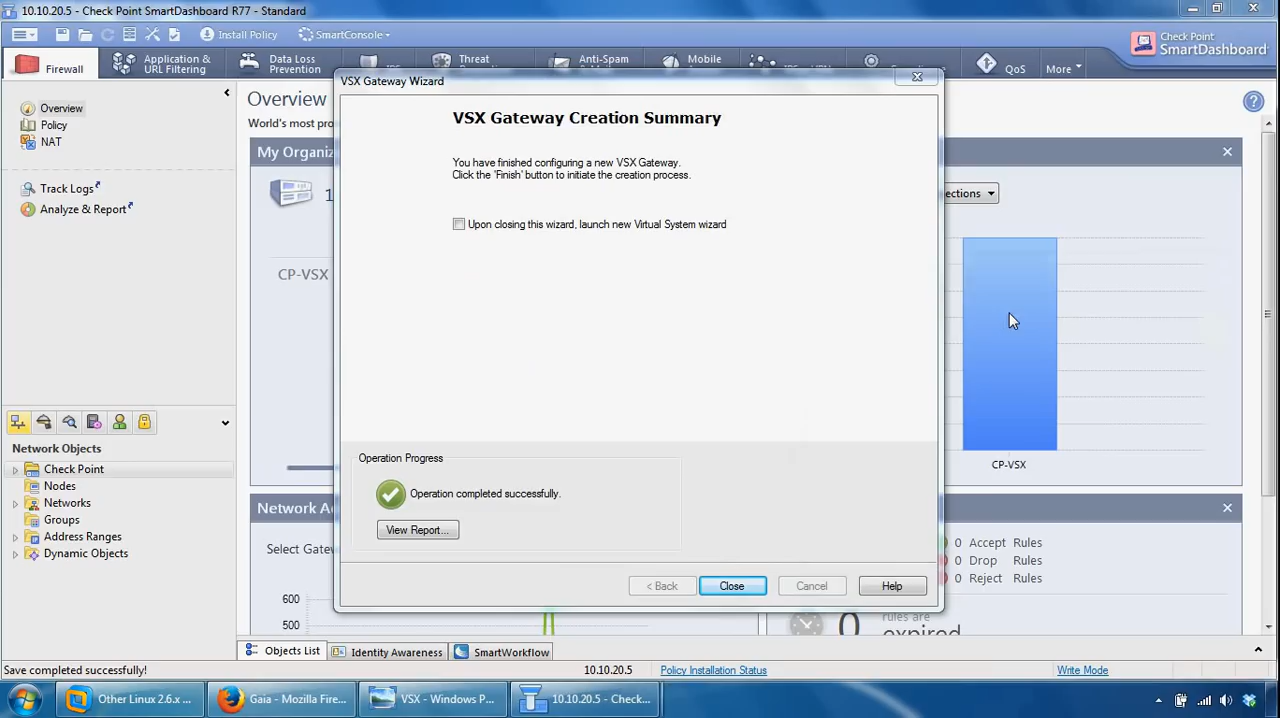 10.10.20.5 - Check Point SmartDashboard R77 - Standard
Install Policy
SmartConsole
Check Point
SmartDashboard
Firewall
Application &
URL Filtering
Data Loss
Prevention
Threat
Anti-Spam
Mobile
QoS
More
VSX Gateway Wizard
Overview
Policy
NAT
Track Logs
Analyze & Report
Overview
World's most pro
My Organiz
1
CP-VSX
VSX Gateway Creation Summary
You have finished configuring a new VSX Gateway.
Click the 'Finish' button to initiate the creation process.
Upon closing this wizard, launch new Virtual System wizard
ections
CP-VSX
Network Objects
Check Point
Nodes
Networks
Groups
Address Ranges
Dynamic Objects
Operation Progress
Operation completed successfully.
View Report...
< Back
Close
Cancel
Help
Network Ac
Select Gatew
600
500
0 Accept Rules
0 Drop Rules
0 Reject Rules
0 rules are
expired
Objects List
Identity Awareness
SmartWorkflow
Save completed successfully!
10.10.20.5
Policy Installation Status
Write Mode
Other Linux 2.6.x ...
Gaia - Mozilla Fire...
VSX - Windows P...
10.10.20.5 - Check...